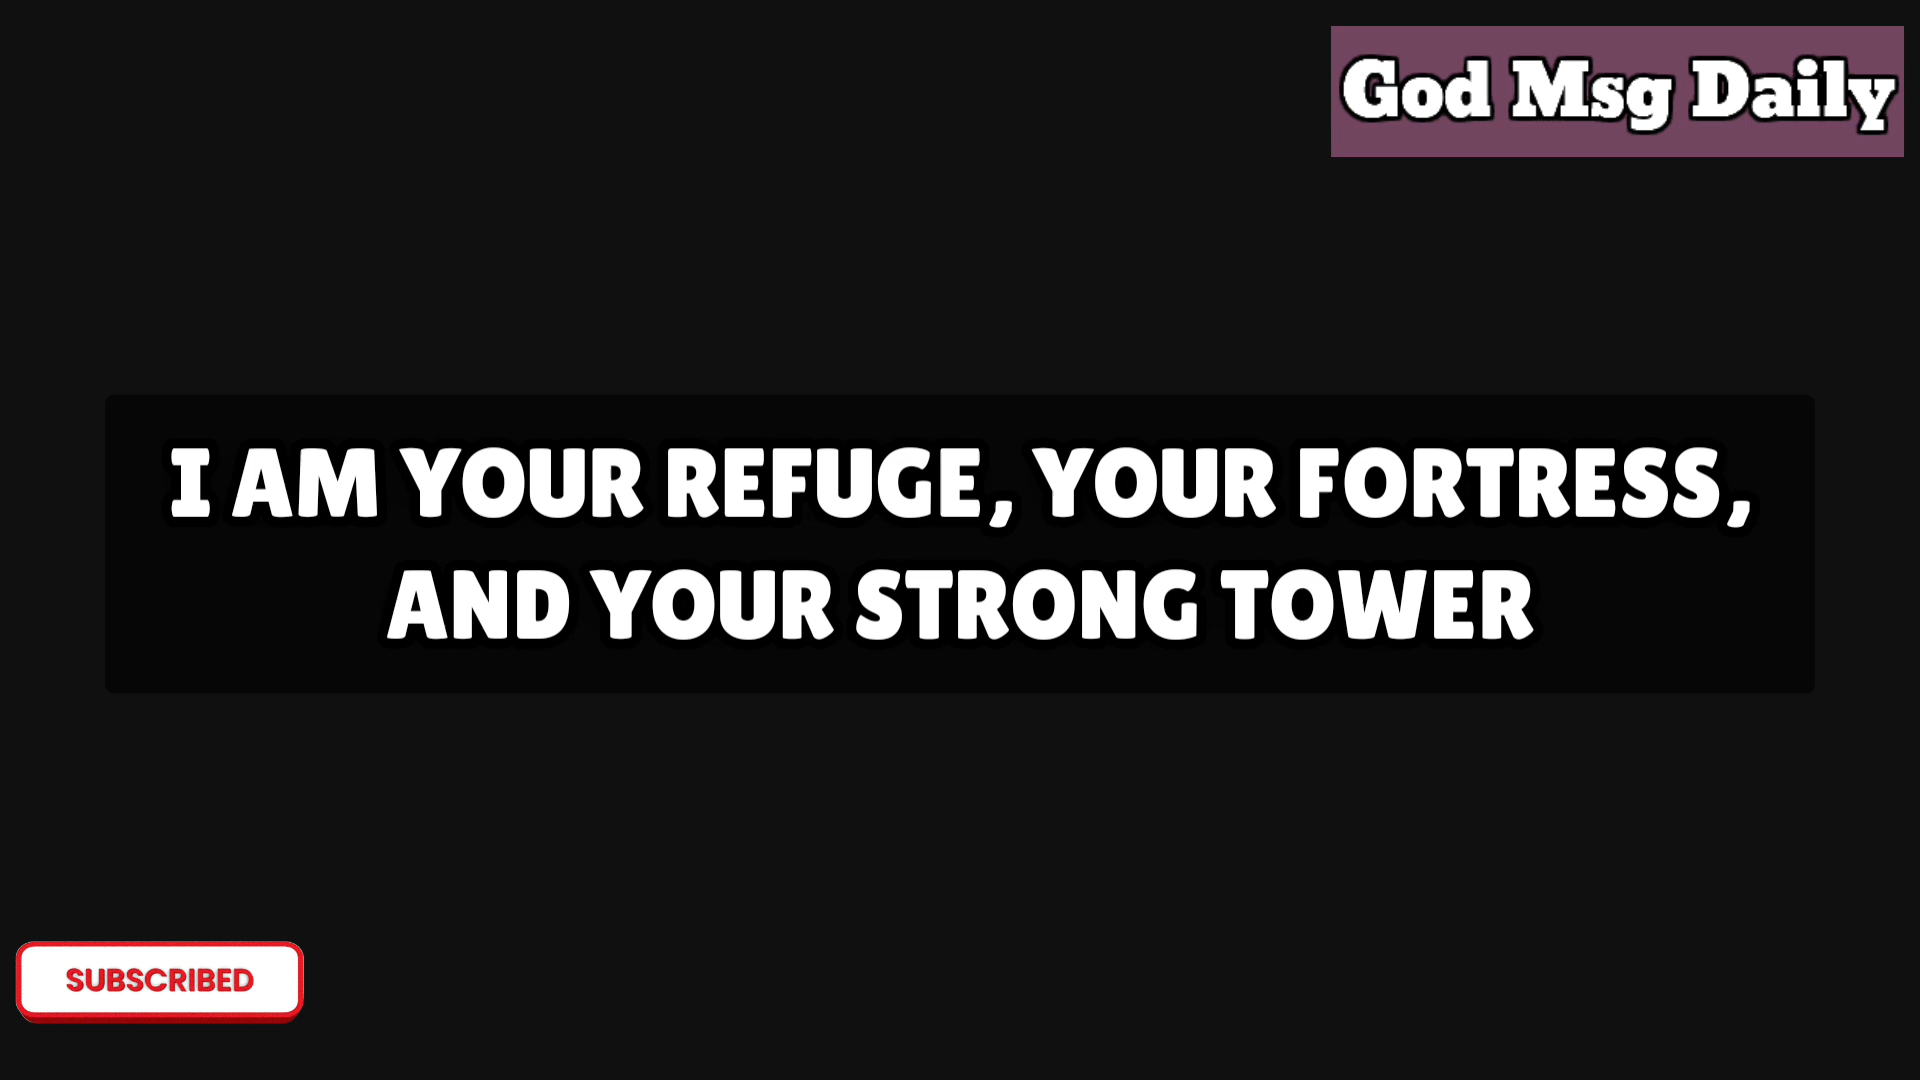 God Msg Daily
I AM YOUR REFUGE, YOUR FORTRESS,
AND YOUR STRONG TOWER
SUBSCRIBED